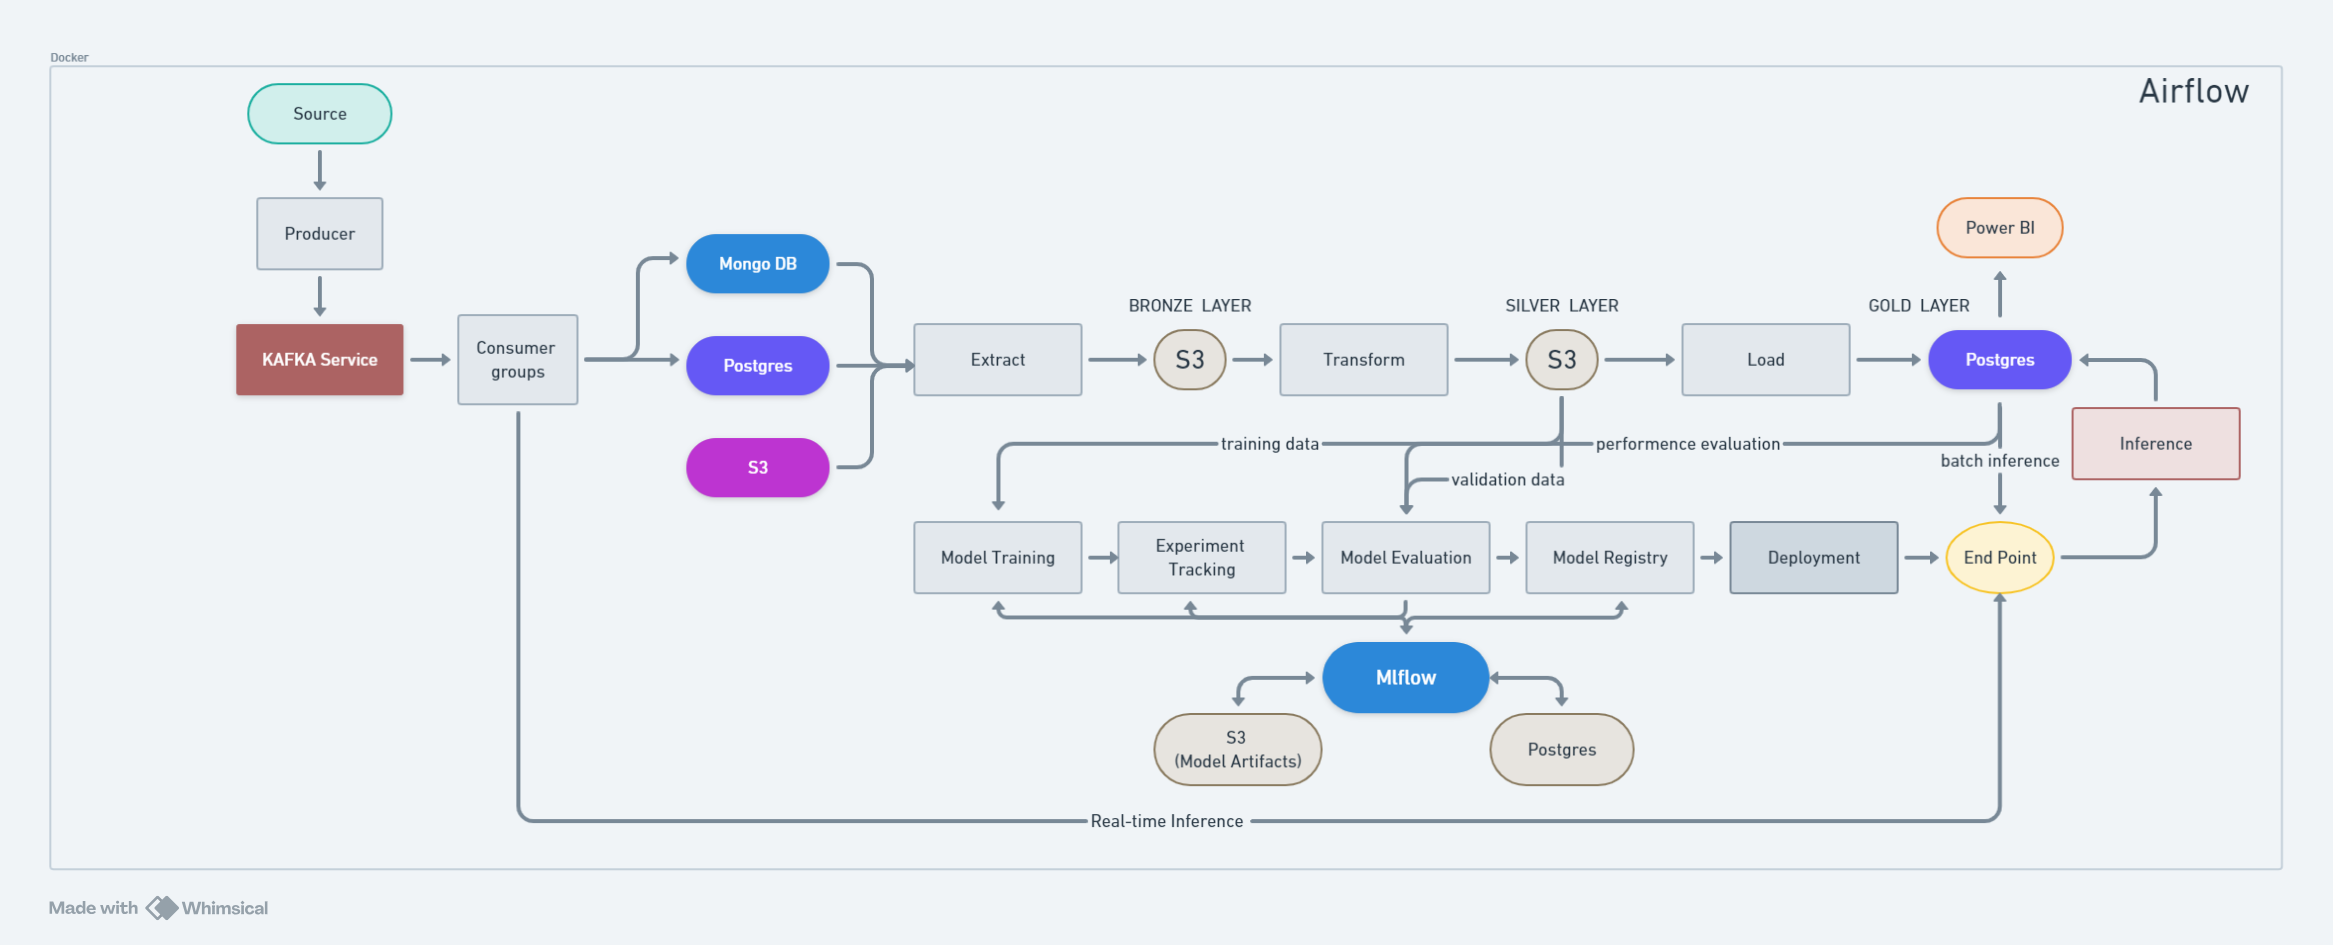 Docker
Airflow
Source
Producer
KAFKA Service
Consumer
groups
Mongo DB
Postgres
S3
Extract
BRONZE LAYER
S3
Transform
SILVER LAYER
S3
Load
GOLD LAYER
Postgres
Power BI
Inference
training data
performence evaluation
batch inference
validation data
Model Training
Experiment
Tracking
Model Evaluation
Model Registry
Deployment
End Point
Mlflow
S3
(Model Artifacts)
Postgres
Real-time Inference
Made with Whimsical